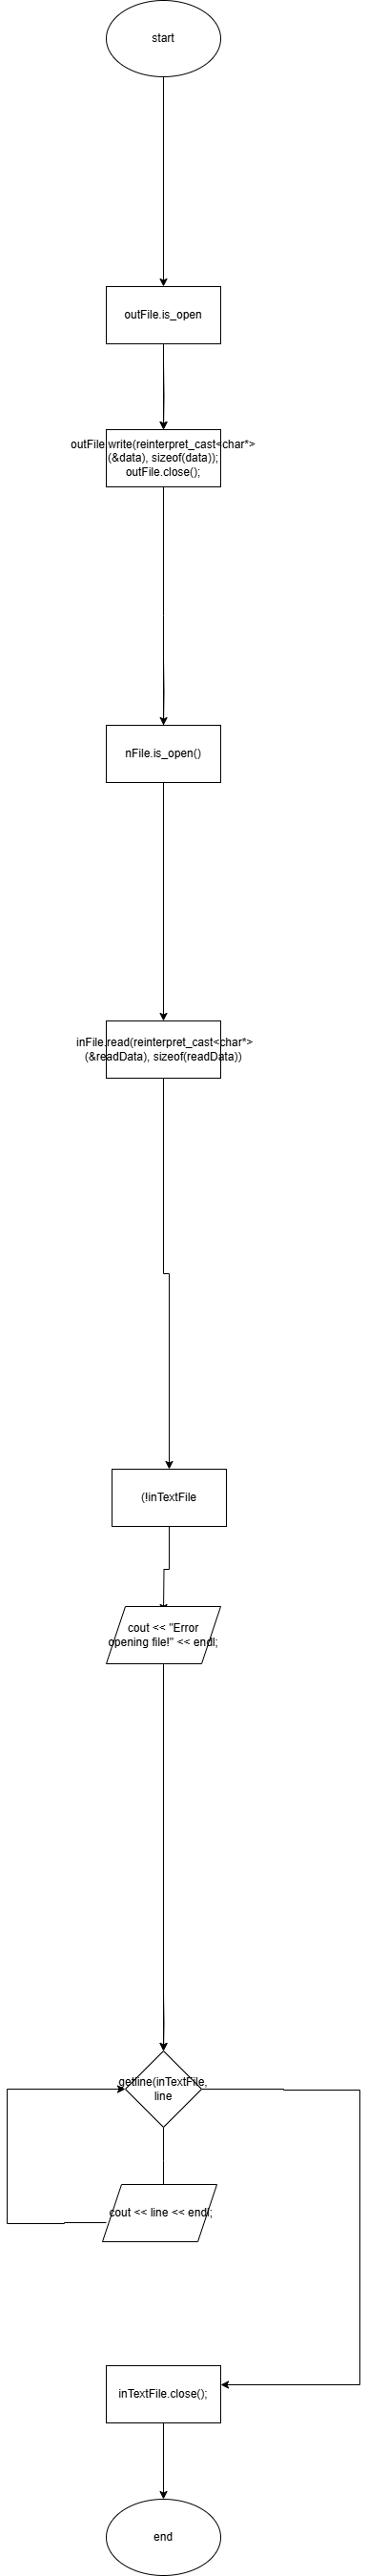 start
outFile.is_open
outFile.write(reinterpret_cast<char*>
(&data), sizeof(data));
outFile.close();
nFile.is_open()
inFile.read(reinterpret_cast<char*>
(&readData), sizeof(readData))
(!inTextFile
cout << "Error
opening file!" << endl;
getline(inTextFile,
line
cout << line << endl;
inTextFile.close();
end